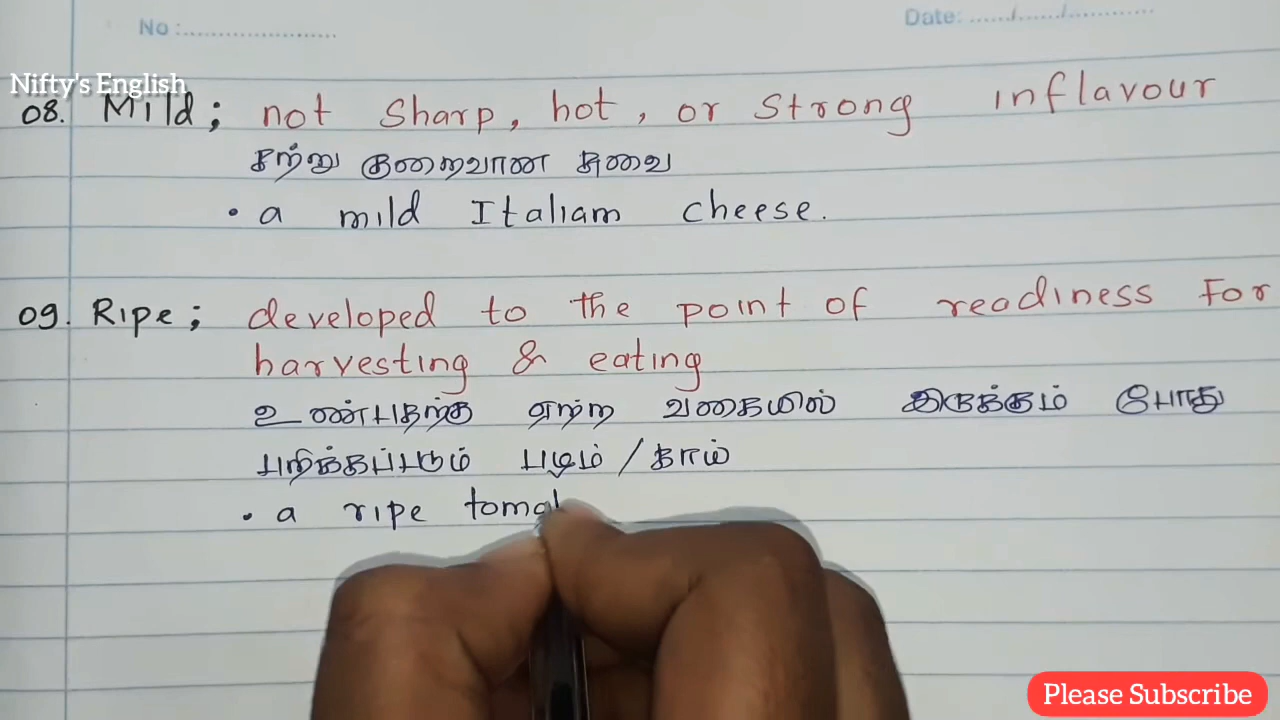 No :......................
Date: ....../....../............
Nifty's English
08. Mild; not sharp, hot, or strong inflavour
சற்று குறைவான சுவை
• a mild Italiam cheese.
09. Ripe; developed to the point of readiness For
harvesting & eating
உண்பதற்கு ஏற்ற வகையில் இருக்கும் போது
பறிக்கப்படும் பழம் / காய்
• a ripe tomat
Please Subscribe